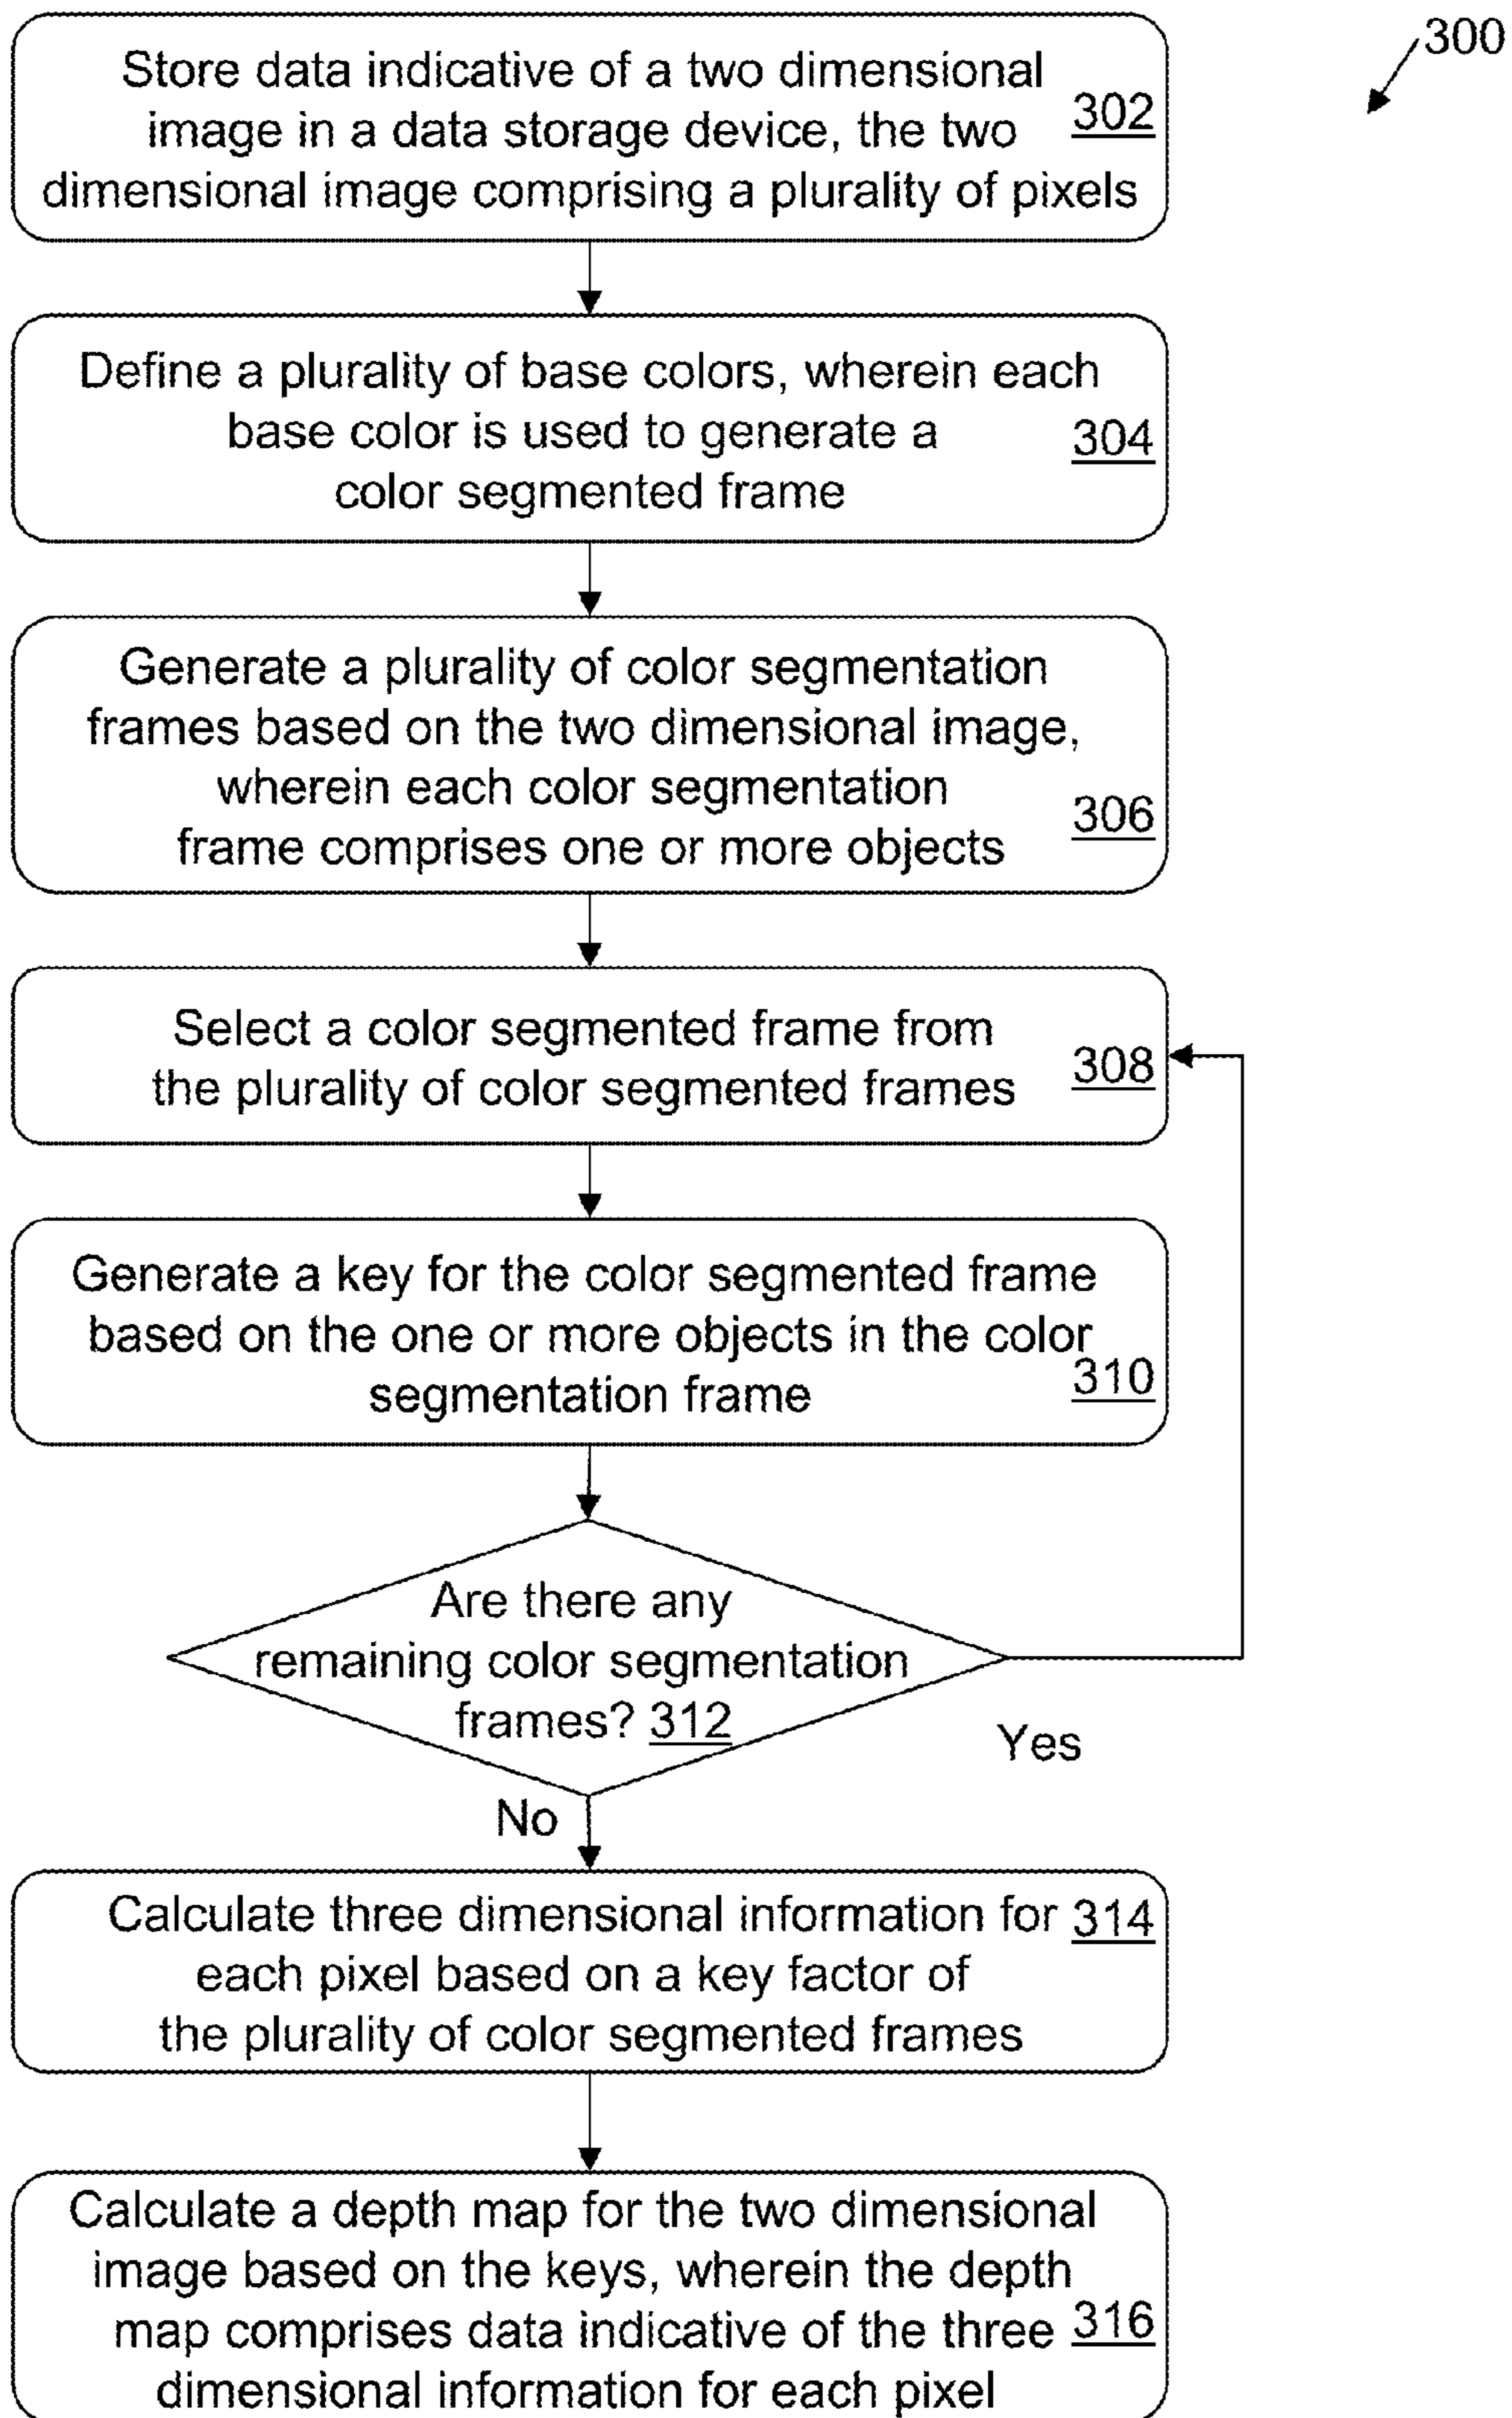 300
Store data indicative of a two dimensional
image in a data storage device, the two 302
dimensional image comprising a plurality of pixels
Define a plurality of base colors, wherein each
base color is used to generate a 304
color segmented frame
Generate a plurality of color segmentation
frames based on the two dimensional image,
wherein each color segmentation 306
frame comprises one or more objects
Select a color segmented frame from
the plurality of color segmented frames 308
Generate a key for the color segmented frame
based on the one or more objects in the color
segmentation frame 310
Are there any
remaining color segmentation
frames? 312
Yes
No
Calculate three dimensional information for 314
each pixel based on a key factor of
the plurality of color segmented frames
Calculate a depth map for the two dimensional
image based on the keys, wherein the depth
map comprises data indicative of the three 316
dimensional information for each pixel